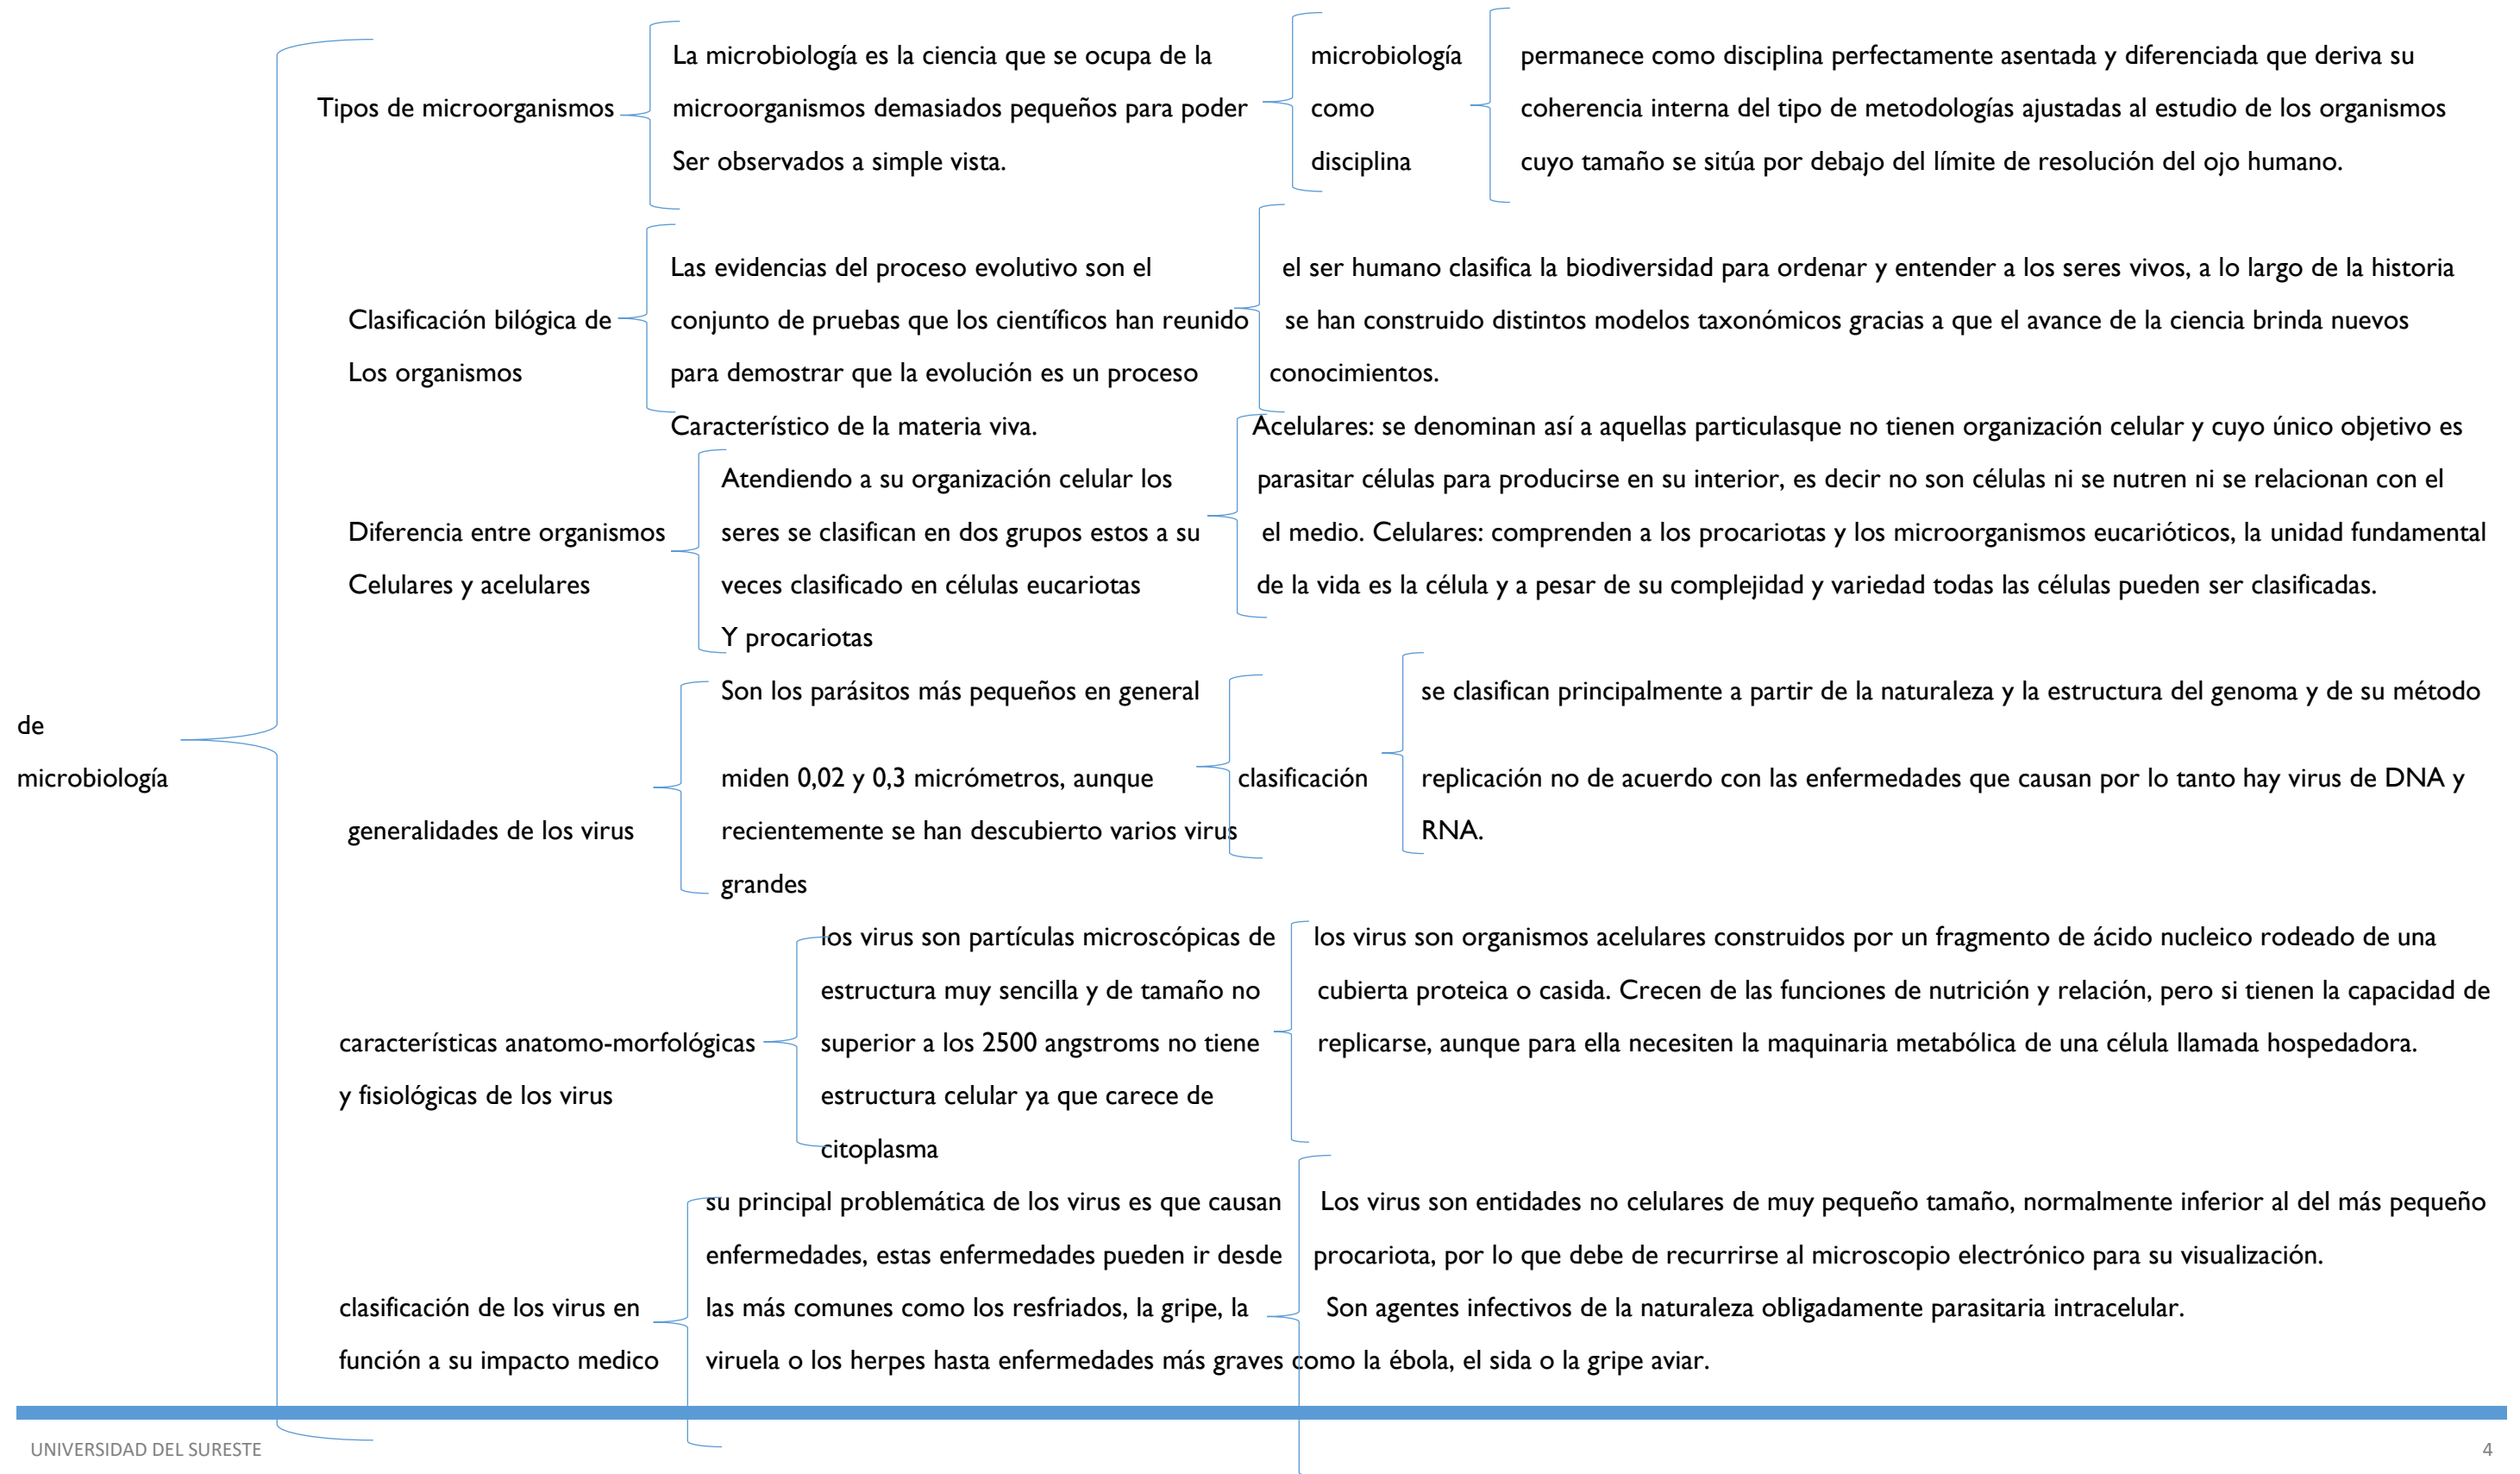 de
microbiología
Tipos de microorganismos
La microbiología es la ciencia que se ocupa de la
microorganismos demasiados pequeños para poder
Ser observados a simple vista.
microbiología
como
disciplina
permanece como disciplina perfectamente asentada y diferenciada que deriva su
coherencia interna del tipo de metodologías ajustadas al estudio de los organismos
cuyo tamaño se sitúa por debajo del límite de resolución del ojo humano.
Clasificación bilógica de
Los organismos
Las evidencias del proceso evolutivo son el
conjunto de pruebas que los científicos han reunido
para demostrar que la evolución es un proceso
Característico de la materia viva.
el ser humano clasifica la biodiversidad para ordenar y entender a los seres vivos, a lo largo de la historia
se han construido distintos modelos taxonómicos gracias a que el avance de la ciencia brinda nuevos
conocimientos.
Diferencia entre organismos
Celulares y acelulares
Atendiendo a su organización celular los
seres se clasifican en dos grupos estos a su
veces clasificado en células eucariotas
Y procariotas
Acelulares: se denominan así a aquellas particulasque no tienen organización celular y cuyo único objetivo es
parasitar células para producirse en su interior, es decir no son células ni se nutren ni se relacionan con el
el medio. Celulares: comprenden a los procariotas y los microorganismos eucarióticos, la unidad fundamental
de la vida es la célula y a pesar de su complejidad y variedad todas las células pueden ser clasificadas.
generalidades de los virus
Son los parásitos más pequeños en general
miden 0,02 y 0,3 micrómetros, aunque
recientemente se han descubierto varios virus
grandes
clasificación
se clasifican principalmente a partir de la naturaleza y la estructura del genoma y de su método
replicación no de acuerdo con las enfermedades que causan por lo tanto hay virus de DNA y
RNA.
características anatomo-morfológicas
y fisiológicas de los virus
los virus son partículas microscópicas de
estructura muy sencilla y de tamaño no
superior a los 2500 angstroms no tiene
estructura celular ya que carece de
citoplasma
los virus son organismos acelulares construidos por un fragmento de ácido nucleico rodeado de una
cubierta proteica o casida. Crecen de las funciones de nutrición y relación, pero si tienen la capacidad de
replicarse, aunque para ella necesiten la maquinaria metabólica de una célula llamada hospedadora.
clasificación de los virus en
función a su impacto medico
su principal problemática de los virus es que causan
enfermedades, estas enfermedades pueden ir desde
las más comunes como los resfriados, la gripe, la
viruela o los herpes hasta enfermedades más graves como la ébola, el sida o la gripe aviar.
Los virus son entidades no celulares de muy pequeño tamaño, normalmente inferior al del más pequeño
procariota, por lo que debe de recurrirse al microscopio electrónico para su visualización.
Son agentes infectivos de la naturaleza obligadamente parasitaria intracelular.
UNIVERSIDAD DEL SURESTE
4